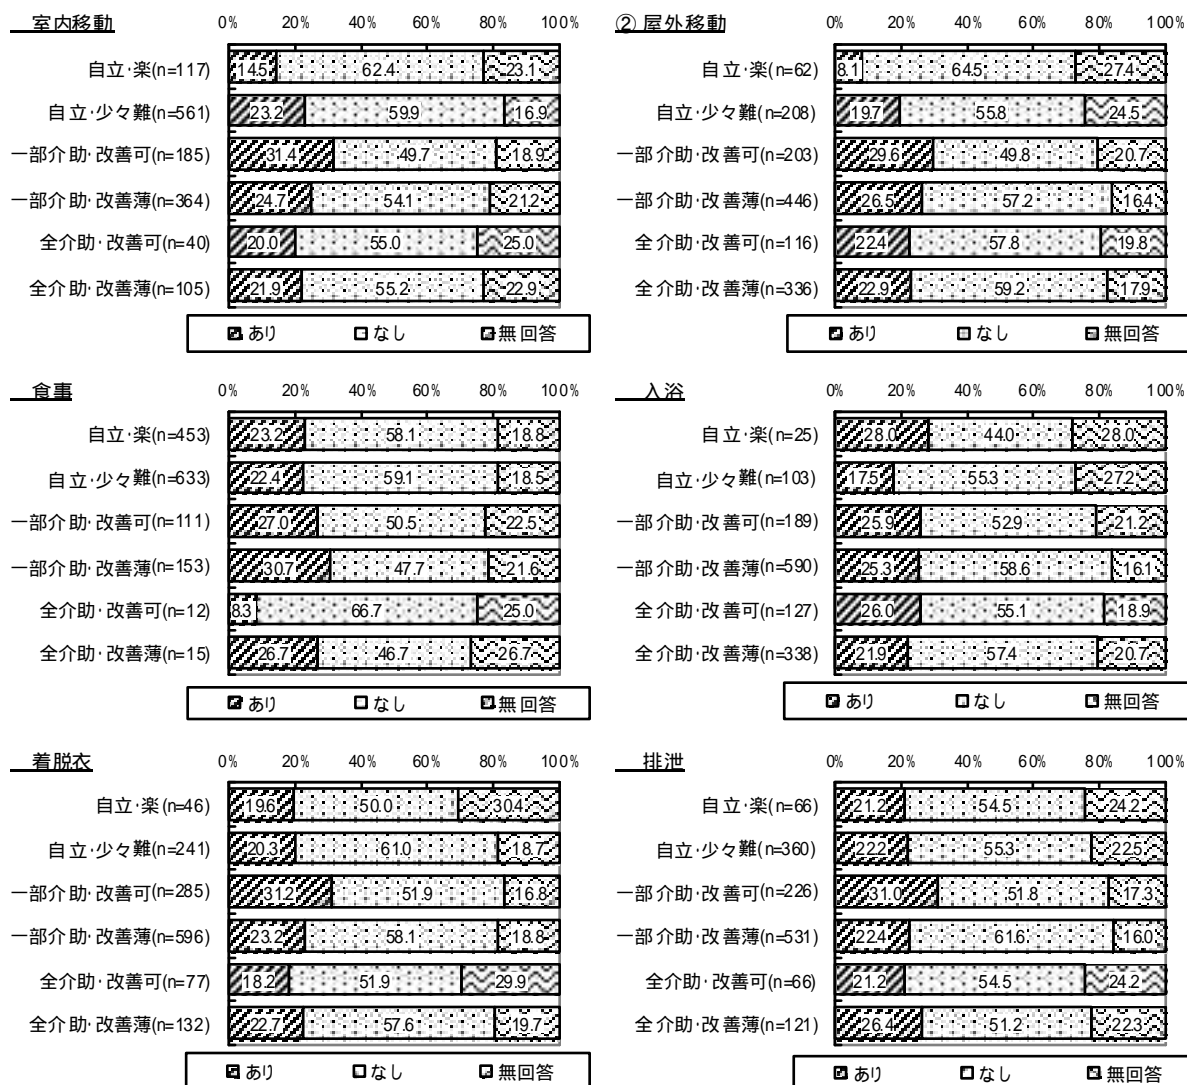 室内移動
0% 20% 40% 60% 80% 100%
自立・楽(n=117) 14.5 62.4 23.1
自立・少々難(n=561) 23.2 59.9 16.9
一部介助・改善可(n=185) 31.4 49.7 18.9
一部介助・改善薄(n=364) 24.7 54.1 21.2
全介助・改善可(n=40) 20.0 55.0 25.0
全介助・改善薄(n=105) 21.9 55.2 22.9
あり なし 無回答
② 屋外移動
0% 20% 40% 60% 80% 100%
自立・楽(n=62) 8.1 64.5 27.4
自立・少々難(n=208) 19.7 55.8 24.5
一部介助・改善可(n=203) 29.6 49.8 20.7
一部介助・改善薄(n=446) 26.5 57.2 16.4
全介助・改善可(n=116) 22.4 57.8 19.8
全介助・改善薄(n=336) 22.9 59.2 17.9
あり なし 無回答
食事
0% 20% 40% 60% 80% 100%
自立・楽(n=453) 23.2 58.1 18.8
自立・少々難(n=633) 22.4 59.1 18.5
一部介助・改善可(n=111) 27.0 50.5 22.5
一部介助・改善薄(n=153) 30.7 47.7 21.6
全介助・改善可(n=12) 8.3 66.7 25.0
全介助・改善薄(n=15) 26.7 46.7 26.7
あり なし 無回答
入浴
0% 20% 40% 60% 80% 100%
自立・楽(n=25) 28.0 44.0 28.0
自立・少々難(n=103) 17.5 55.3 27.2
一部介助・改善可(n=189) 25.9 52.9 21.2
一部介助・改善薄(n=590) 25.3 58.6 16.1
全介助・改善可(n=127) 26.0 55.1 18.9
全介助・改善薄(n=338) 21.9 57.4 20.7
あり なし 無回答
着脱衣
0% 20% 40% 60% 80% 100%
自立・楽(n=46) 19.6 50.0 30.4
自立・少々難(n=241) 20.3 61.0 18.7
一部介助・改善可(n=285) 31.2 51.9 16.8
一部介助・改善薄(n=596) 23.2 58.1 18.8
全介助・改善可(n=77) 18.2 51.9 29.9
全介助・改善薄(n=132) 22.7 57.6 19.7
あり なし 無回答
排泄
0% 20% 40% 60% 80% 100%
自立・楽(n=66) 21.2 54.5 24.2
自立・少々難(n=360) 22.2 55.3 22.5
一部介助・改善可(n=226) 31.0 51.8 17.3
一部介助・改善薄(n=531) 22.4 61.6 16.0
全介助・改善可(n=66) 21.2 54.5 24.2
全介助・改善薄(n=121) 26.4 51.2 22.3
あり なし 無回答